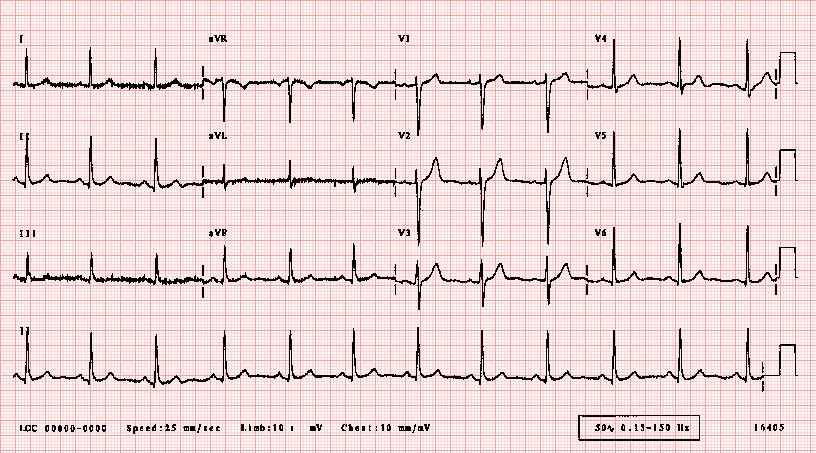 I aVR V1 V4
II aVL V2 V5
III aVF V3 V6
II
LOC 00000-0000 Speed:25 mm/sec Limb:10 mV Chest:10 mm/mV 50~ 0.15-150 Hz 16405